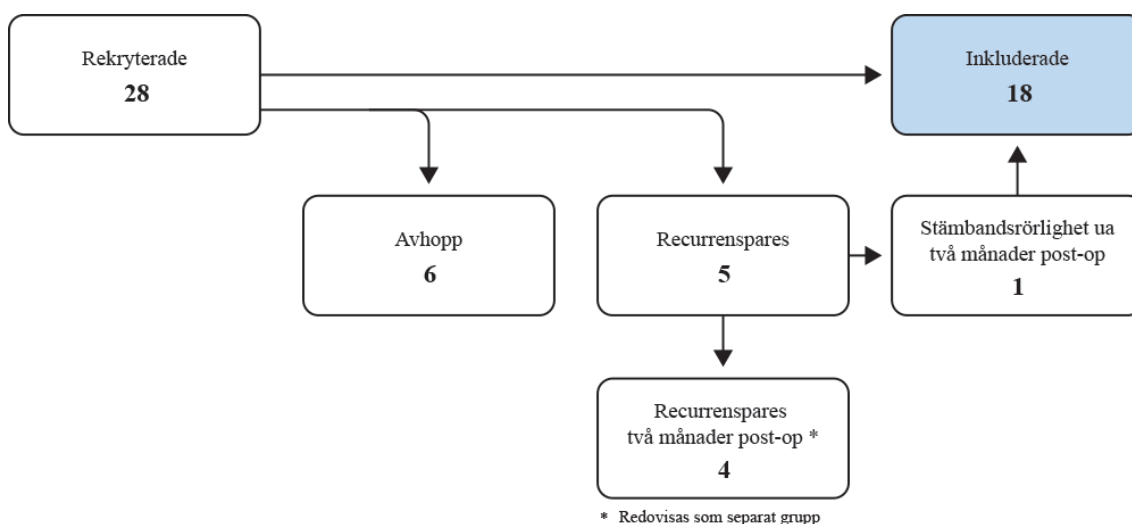 Rekryterade
28
Inkluderade
18
Avhopp
6
Recurrenspares
5
Stämbandsrörlighet ua
två månader post-op
1
Recurrenspares
två månader post-op *
4
* Redovisas som separat grupp